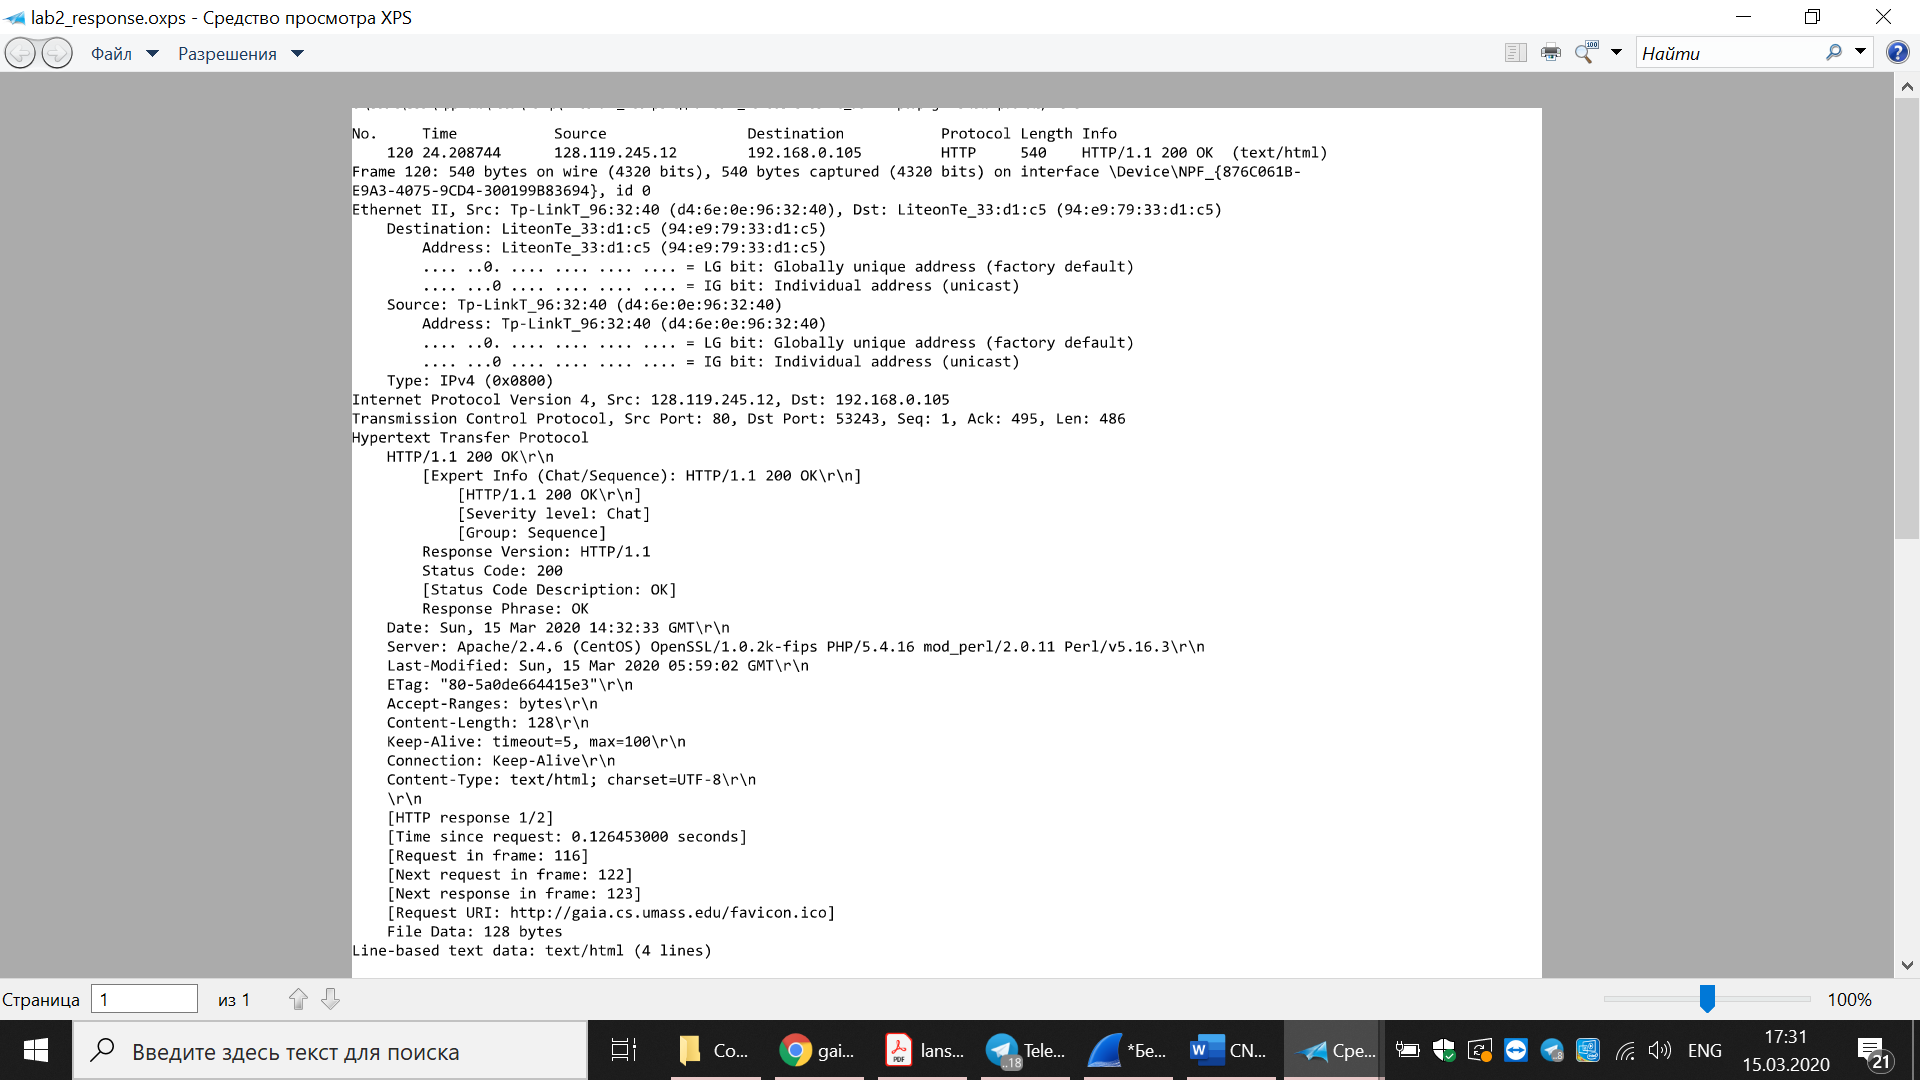 lab2_response.oxps - Средство просмотра XPS
Файл Разрешения 100 Найти ?
No. Time Source Destination Protocol Length Info
120 24.208744 128.119.245.12 192.168.0.105 HTTP 540 HTTP/1.1 200 OK (text/html)
Frame 120: 540 bytes on wire (4320 bits), 540 bytes captured (4320 bits) on interface \Device\NPF_{876C061B-
E9A3-4075-9CD4-300199B83694}, id 0
Ethernet II, Src: Tp-LinkT_96:32:40 (d4:6e:0e:96:32:40), Dst: LiteonTe_33:d1:c5 (94:e9:79:33:d1:c5)
Destination: LiteonTe_33:d1:c5 (94:e9:79:33:d1:c5)
Address: LiteonTe_33:d1:c5 (94:e9:79:33:d1:c5)
.... ..0. .... .... .... .... = LG bit: Globally unique address (factory default)
.... ...0 .... .... .... .... = IG bit: Individual address (unicast)
Source: Tp-LinkT_96:32:40 (d4:6e:0e:96:32:40)
Address: Tp-LinkT_96:32:40 (d4:6e:0e:96:32:40)
.... ..0. .... .... .... .... = LG bit: Globally unique address (factory default)
.... ...0 .... .... .... .... = IG bit: Individual address (unicast)
Type: IPv4 (0x0800)
Internet Protocol Version 4, Src: 128.119.245.12, Dst: 192.168.0.105
Transmission Control Protocol, Src Port: 80, Dst Port: 53243, Seq: 1, Ack: 495, Len: 486
Hypertext Transfer Protocol
HTTP/1.1 200 OK\r\n
[Expert Info (Chat/Sequence): HTTP/1.1 200 OK\r\n]
[HTTP/1.1 200 OK\r\n]
[Severity level: Chat]
[Group: Sequence]
Response Version: HTTP/1.1
Status Code: 200
[Status Code Description: OK]
Response Phrase: OK
Date: Sun, 15 Mar 2020 14:32:33 GMT\r\n
Server: Apache/2.4.6 (CentOS) OpenSSL/1.0.2k-fips PHP/5.4.16 mod_perl/2.0.11 Perl/v5.16.3\r\n
Last-Modified: Sun, 15 Mar 2020 05:59:02 GMT\r\n
ETag: "80-5a0de664415e3"\r\n
Accept-Ranges: bytes\r\n
Content-Length: 128\r\n
Keep-Alive: timeout=5, max=100\r\n
Connection: Keep-Alive\r\n
Content-Type: text/html; charset=UTF-8\r\n
\r\n
[HTTP response 1/2]
[Time since request: 0.126453000 seconds]
[Request in frame: 116]
[Next request in frame: 122]
[Next response in frame: 123]
[Request URI: http://gaia.cs.umass.edu/favicon.ico]
File Data: 128 bytes
Line-based text data: text/html (4 lines)
Страница 1 из 1 100%
Введите здесь текст для поиска Co... gai... PDF lans... ..18 Tele... *Бе... W CN... Сре... ENG 17:31
15.03.2020 21